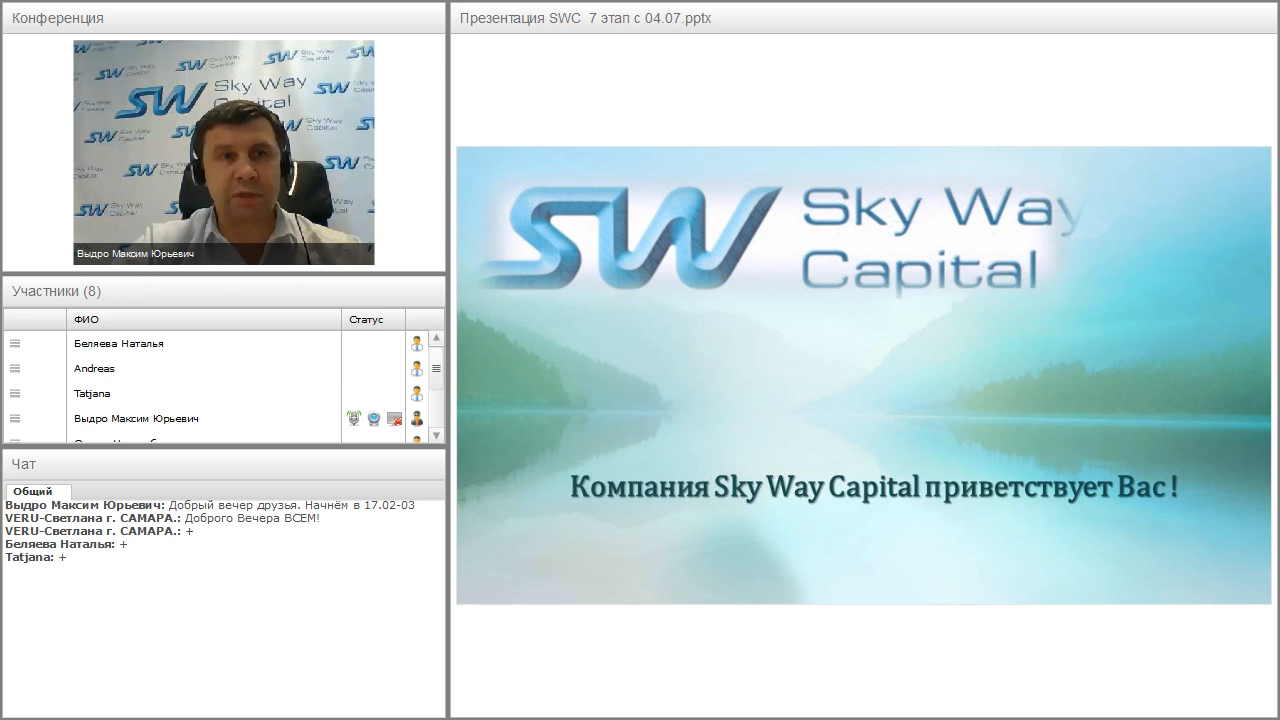 Конференция
Sky Way
Capital
Выдро Максим Юрьевич
Участники (8)
ФИО
Статус
Беляева Наталья
Andreas
Tatjana
Выдро Максим Юрьевич
Чат
Общий
Выдро Максим Юрьевич: Добрый вечер друзья. Начнём в 17.02-03
VERU-Светлана г. САМАРА.: Доброго Вечера ВСЕМ!
VERU-Светлана г. САМАРА.: +
Беляева Наталья: +
Tatjana: +
Презентация SWC 7 этап с 04.07.pptx
SW Sky Way
Capital
Компания Sky Way Capital приветствует Вас !